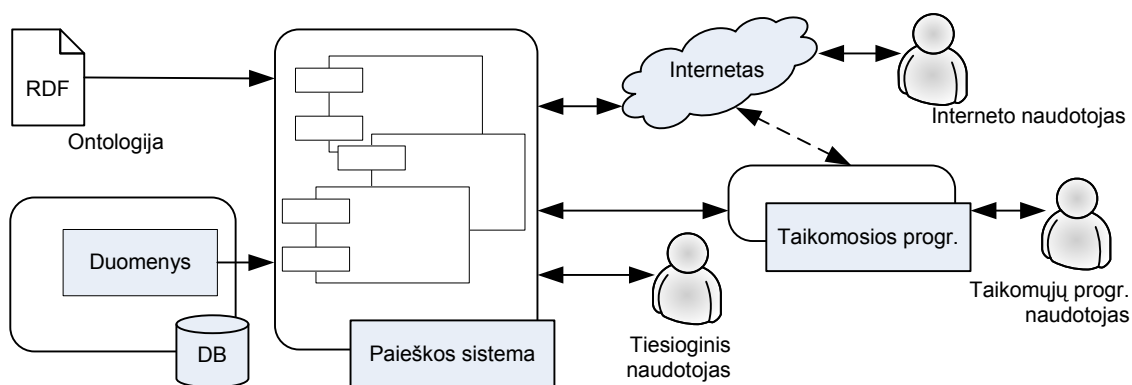 RDF
Ontologija
Duomenys
DB
Paieškos sistema
Internetas
Interneto naudotojas
Taikomosios progr.
Taikomųjų progr.
naudotojas
Tiesioginis
naudotojas